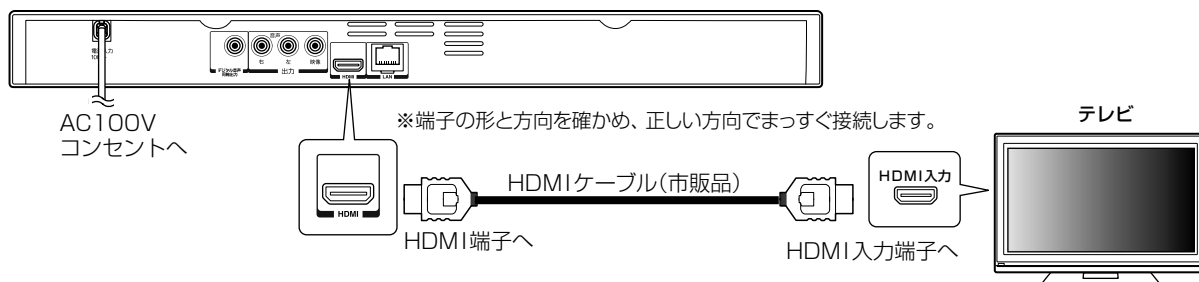 音声
右
左
映像
出力
HDMI
LAN
AC100V
コンセントへ
※端子の形と方向を確かめ、正しい方向でまっすぐ接続します。
テレビ
HDMI
HDMIケーブル(市販品)
HDMI入力
HDMI端子へ
HDMI入力端子へ